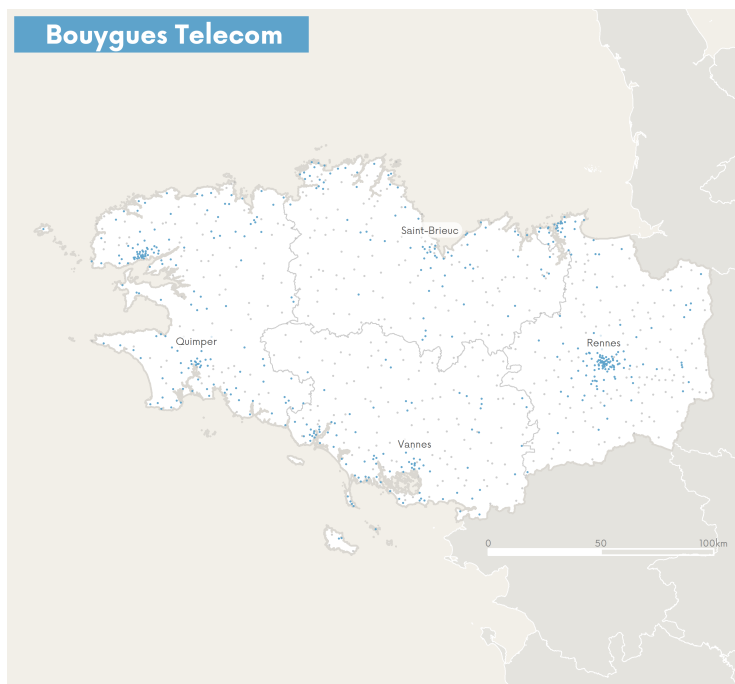 Bouygues Telecom
Saint-Brieuc
Quimper
Rennes
Vannes
0 50 100km